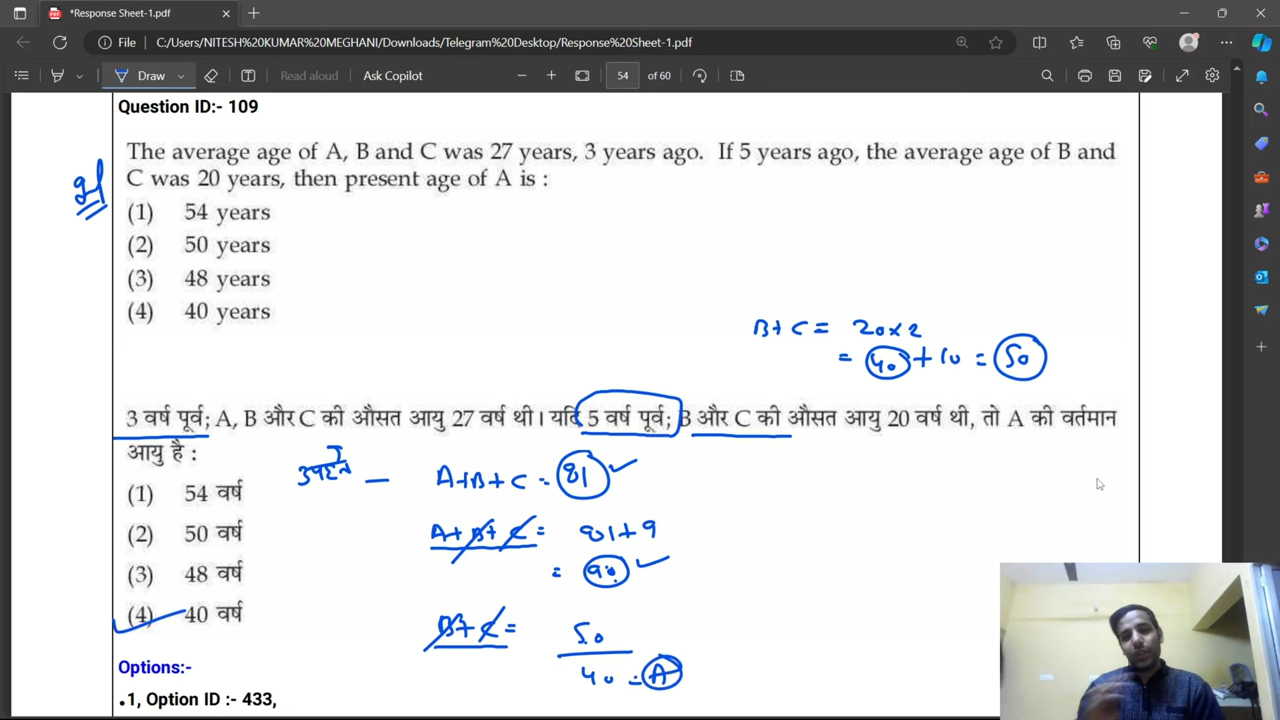 *Response Sheet-1.pdf
File C:/Users/NITESH%20KUMAR%20MEGHANI/Downloads/Telegram%20Desktop/Response%20Sheet-1.pdf
Draw Read aloud Ask Copilot 54 of 60
Question ID:- 109
The average age of A, B and C was 27 years, 3 years ago. If 5 years ago, the average age of B and
C was 20 years, then present age of A is :
(1) 54 years
(2) 50 years
(3) 48 years
(4) 40 years
B+C = 20×2
= 40 + 10 = 50
3 वर्ष पूर्व; A, B और C की औसत आयु 27 वर्ष थी। यदि 5 वर्ष पूर्व; B और C की औसत आयु 20 वर्ष थी, तो A की वर्तमान
आयु है :
(1) 54 वर्ष
(2) 50 वर्ष
(3) 48 वर्ष
(4) 40 वर्ष
A+B+C = 81
A+B+C = 81+9
= 90
B+C = 50
40 = A
Options:-
.1, Option ID :- 433,